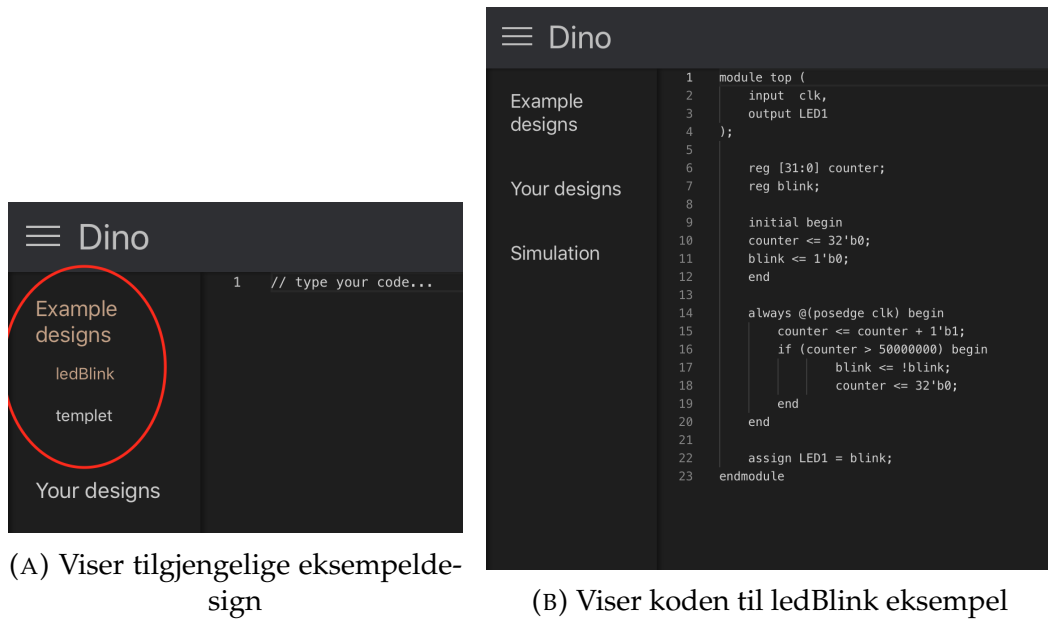 Dino
Example
designs
ledBlink
templet
Your designs
1 // type your code...
(A) Viser tilgjengelige eksempelde-
sign
Dino
Example
designs
Your designs
Simulation
1 module top (
2 input  clk,
3 output LED1
4 );
5
6 reg [31:0] counter;
7 reg blink;
8
9 initial begin
10 counter <= 32'b0;
11 blink <= 1'b0;
12 end
13
14 always @(posedge clk) begin
15 counter <= counter + 1'b1;
16 if (counter > 50000000) begin
17 blink <= !blink;
18 counter <= 32'b0;
19 end
20 end
21
22 assign LED1 = blink;
23 endmodule
(B) Viser koden til ledBlink eksempel